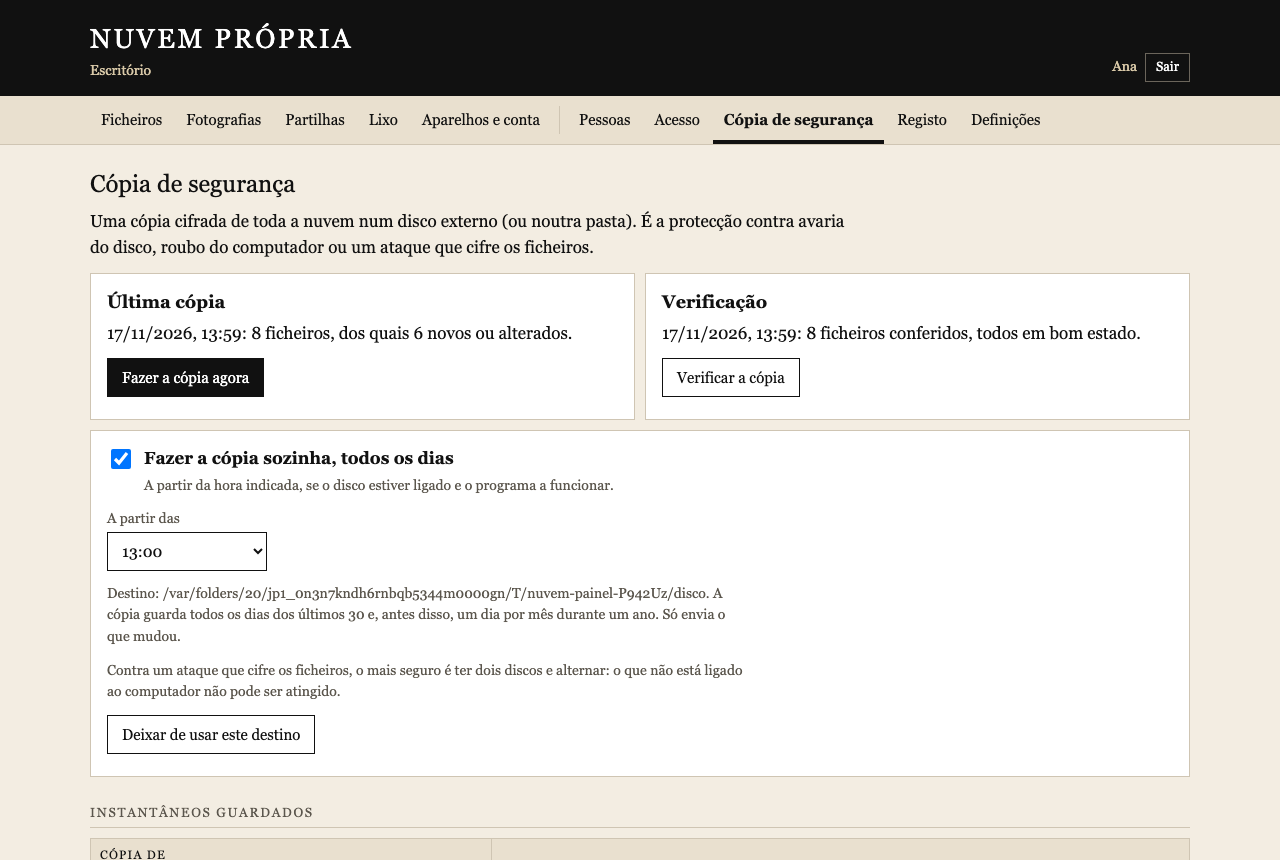 NUVEM PRÓPRIA
Escritório
Ana
Sair
Ficheiros
Fotografias
Partilhas
Lixo
Aparelhos e conta
Pessoas
Acesso
Cópia de segurança
Registo
Definições
Cópia de segurança
Uma cópia cifrada de toda a nuvem num disco externo (ou noutra pasta). É a protecção contra avaria
do disco, roubo do computador ou um ataque que cifre os ficheiros.
Última cópia
17/11/2026, 13:59: 8 ficheiros, dos quais 6 novos ou alterados.
Fazer a cópia agora
Verificação
17/11/2026, 13:59: 8 ficheiros conferidos, todos em bom estado.
Verificar a cópia
Fazer a cópia sozinha, todos os dias
A partir da hora indicada, se o disco estiver ligado e o programa a funcionar.
A partir das
13:00
Destino: /var/folders/20/jp1_0n3n7kndh6rnbqb5344m0000gn/T/nuvem-painel-P942Uz/disco. A
cópia guarda todos os dias dos últimos 30 e, antes disso, um dia por mês durante um ano. Só envia o
que mudou.
Contra um ataque que cifre os ficheiros, o mais seguro é ter dois discos e alternar: o que não está ligado
ao computador não pode ser atingido.
Deixar de usar este destino
INSTANTÂNEOS GUARDADOS
CÓPIA DE